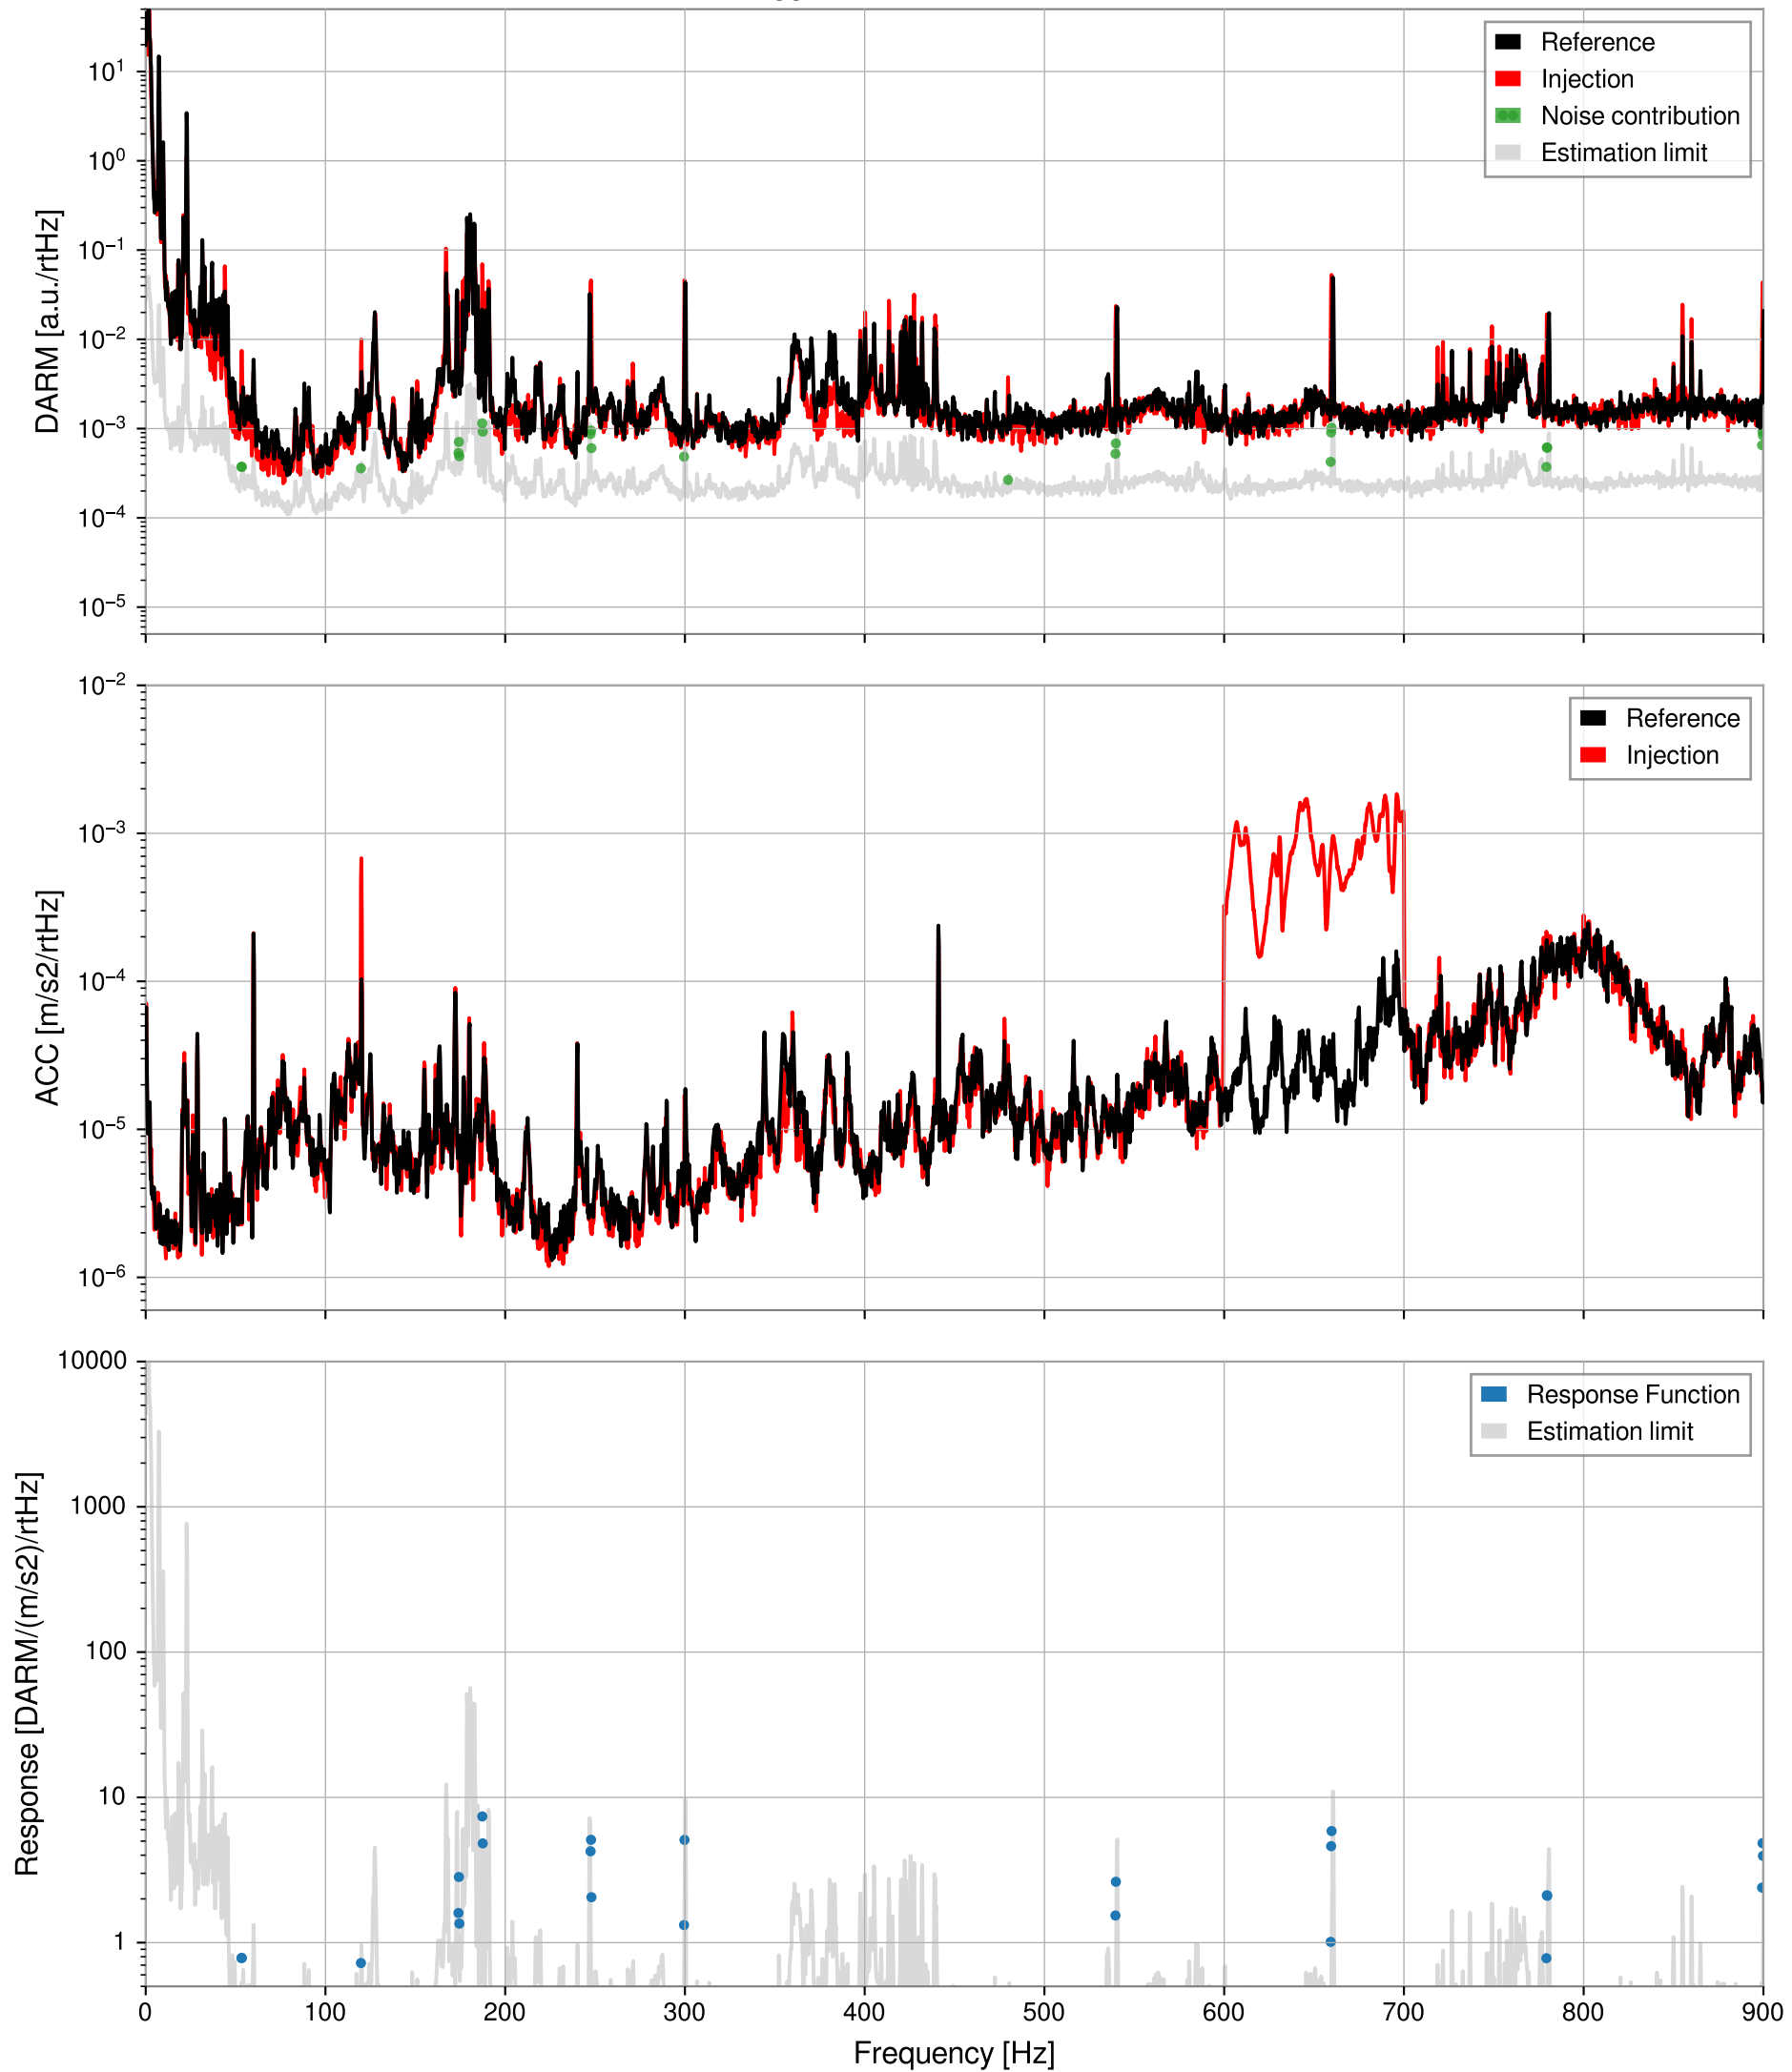 Reference
Injection
Noise contribution
Estimation limit
DARM [a.u./rtHz]
10¹
10⁰
10⁻¹
10⁻²
10⁻³
10⁻⁴
10⁻⁵
Reference
Injection
ACC [m/s2/rtHz]
10⁻²
10⁻³
10⁻⁴
10⁻⁵
10⁻⁶
Response Function
Estimation limit
Response [DARM/(m/s2)/rtHz]
10000
1000
100
10
1
0 100 200 300 400 500 600 700 800 900
Frequency [Hz]